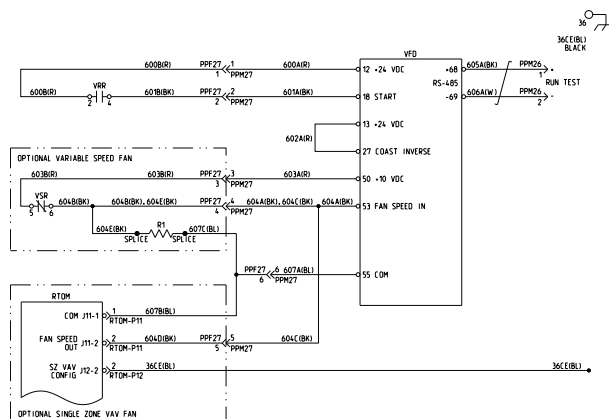 36
36CE(BL)
BLACK
VFD
600B(R)
PPF27
1
600A(R)
12 +24 VDC
+68
605A(BK)
PPM26
+
1
PPM27
1
RS-485
RUN TEST
VRR
600B(R)
2
4
601B(BK)
PPF27
2
601A(BK)
18 START
-69
606A(W)
PPM26
-
2
PPM27
2
13 +24 VDC
602A(R)
27 COAST INVERSE
OPTIONAL VARIABLE SPEED FAN
603B(R)
603B(R)
PPF27
3
603A(R)
50 +10 VDC
3
PPM27
VSR
5
6
604B(BK)
604B(BK),604E(BK)
PPF27
4
604A(BK),604C(BK)
604A(BK)
53 FAN SPEED IN
4
PPM27
604E(BK)
R1
607C(BL)
SPLICE
SPLICE
PPF27
6
607A(BL)
55 COM
6
PPM27
RTOM
COM J11-1
1
607B(BL)
RTOM-P11
FAN SPEED
OUT
J11-2
2
604D(BK)
PPF27
5
604C(BK)
RTOM-P11
5
PPM27
SZ VAV
CONFIG
J12-2
2
36CE(BL)
36CE(BL)
RTOM-P12
OPTIONAL SINGLE ZONE VAV FAN